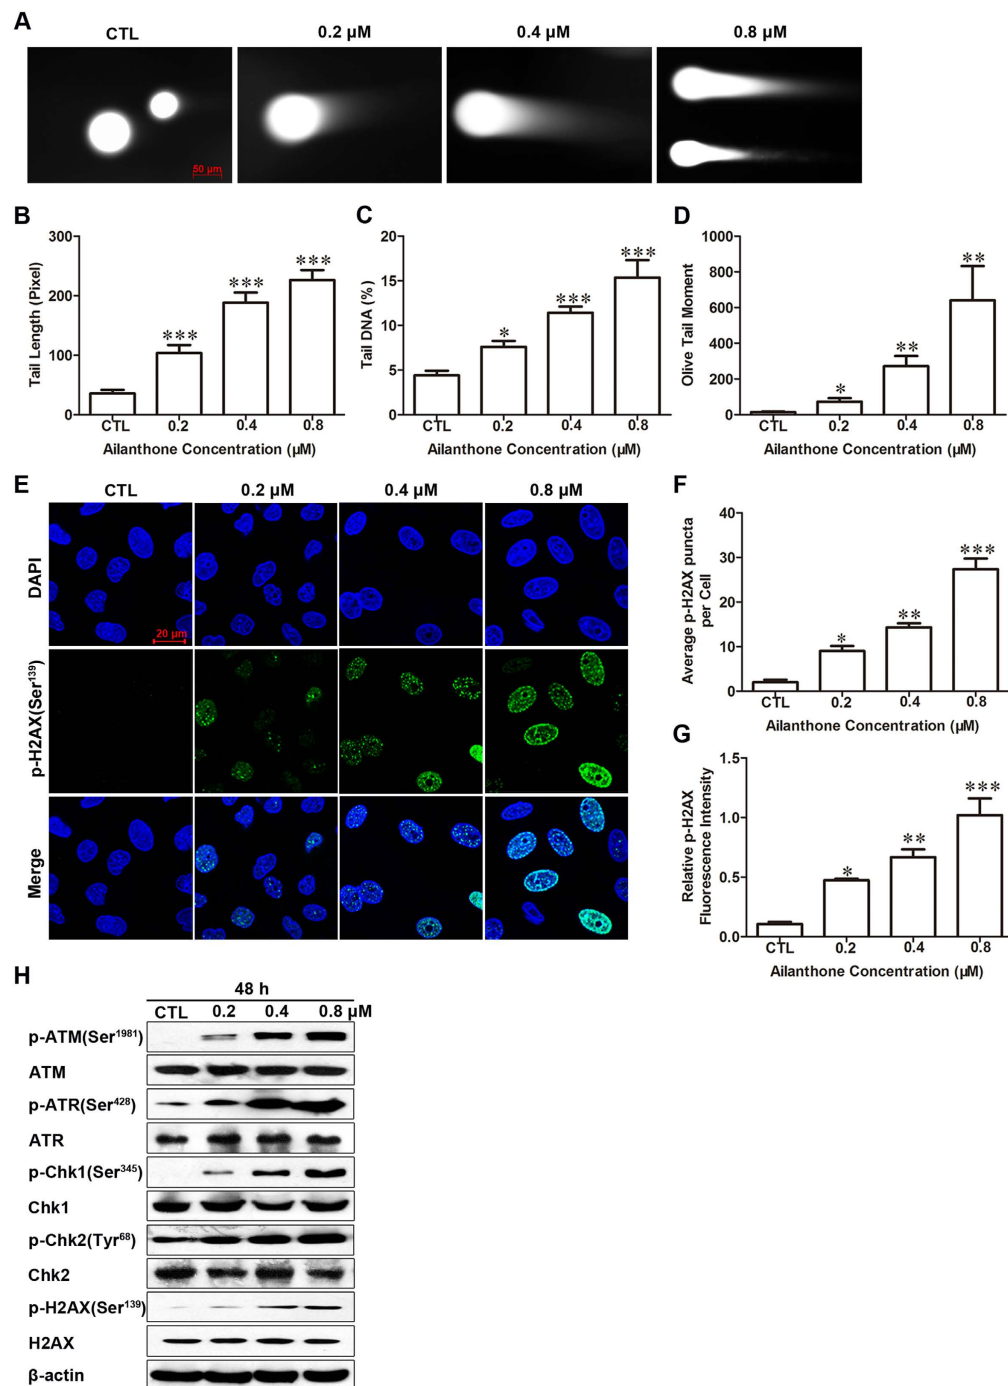 A
CTL 0.2 µM 0.4 µM 0.8 µM
50 µm
B
Tail Length (Pixel)
300
200
100
0
*** *** ***
CTL 0.2 0.4 0.8
Ailanthone Concentration (µM)
C
Tail DNA (%)
20
15
10
5
0
* *** ***
CTL 0.2 0.4 0.8
Ailanthone Concentration (µM)
D
Olive Tail Moment
1000
800
600
400
200
0
* ** **
CTL 0.2 0.4 0.8
Ailanthone Concentration (µM)
E
CTL 0.2 µM 0.4 µM 0.8 µM
DAPI
20 µm
p-H2AX(Ser139)
Merge
F
Average p-H2AX puncta
per Cell
40
30
20
10
0
* ** ***
CTL 0.2 0.4 0.8
Ailanthone Concentration (µM)
G
Relative p-H2AX
Fluorescence Intensity
1.5
1.0
0.5
0.0
* ** ***
CTL 0.2 0.4 0.8
Ailanthone Concentration (µM)
H
48 h
CTL 0.2 0.4 0.8 µM
p-ATM(Ser1981)
ATM
p-ATR(Ser428)
ATR
p-Chk1(Ser345)
Chk1
p-Chk2(Tyr68)
Chk2
p-H2AX(Ser139)
H2AX
β-actin